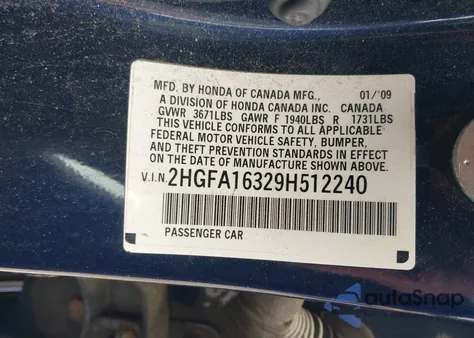 MFD. BY HONDA OF CANADA MFG., 01/'09
A DIVISION OF HONDA CANADA INC. CANADA
GVWR 3671LBS GAWR F 1940LBS R 1731LBS
THIS VEHICLE CONFORMS TO ALL APPLICABLE
FEDERAL MOTOR VEHICLE SAFETY, BUMPER,
AND THEFT PREVENTION STANDARDS IN EFFECT ON
THE DATE OF MANUFACTURE SHOWN ABOVE.
V.I.N. 2HGFA16329H512240
PASSENGER CAR
autoSnap